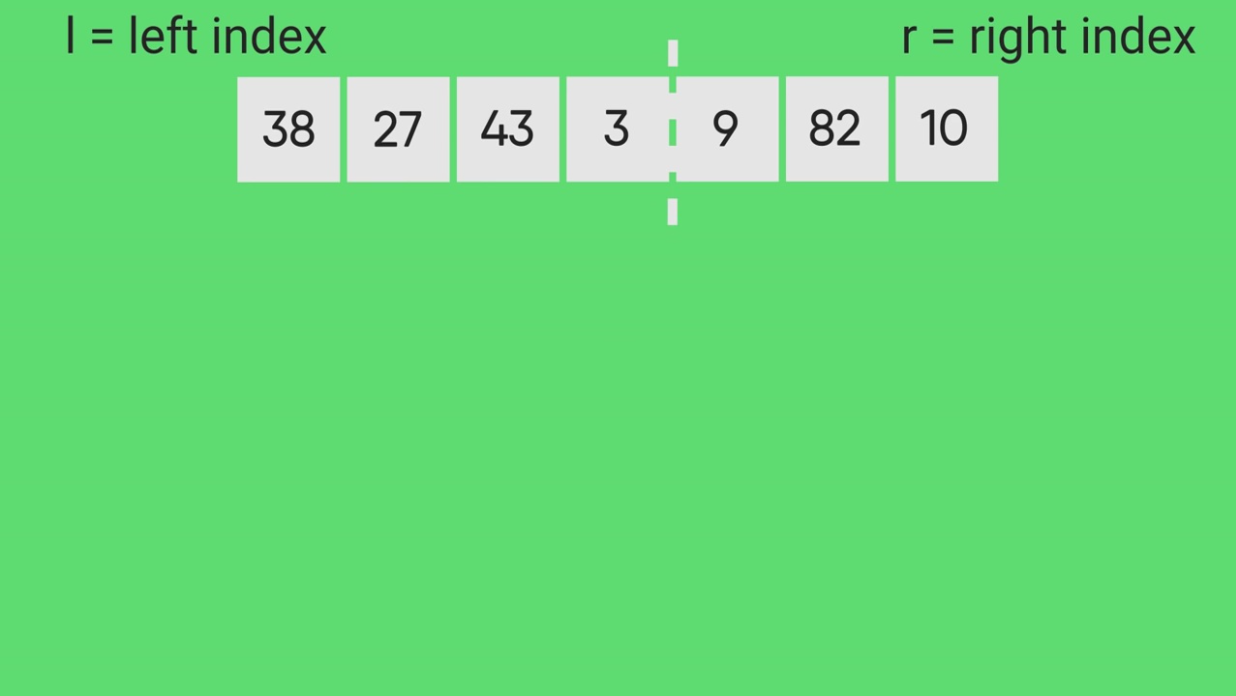 l = left index
r = right index
38 27 43 3 9 82 10